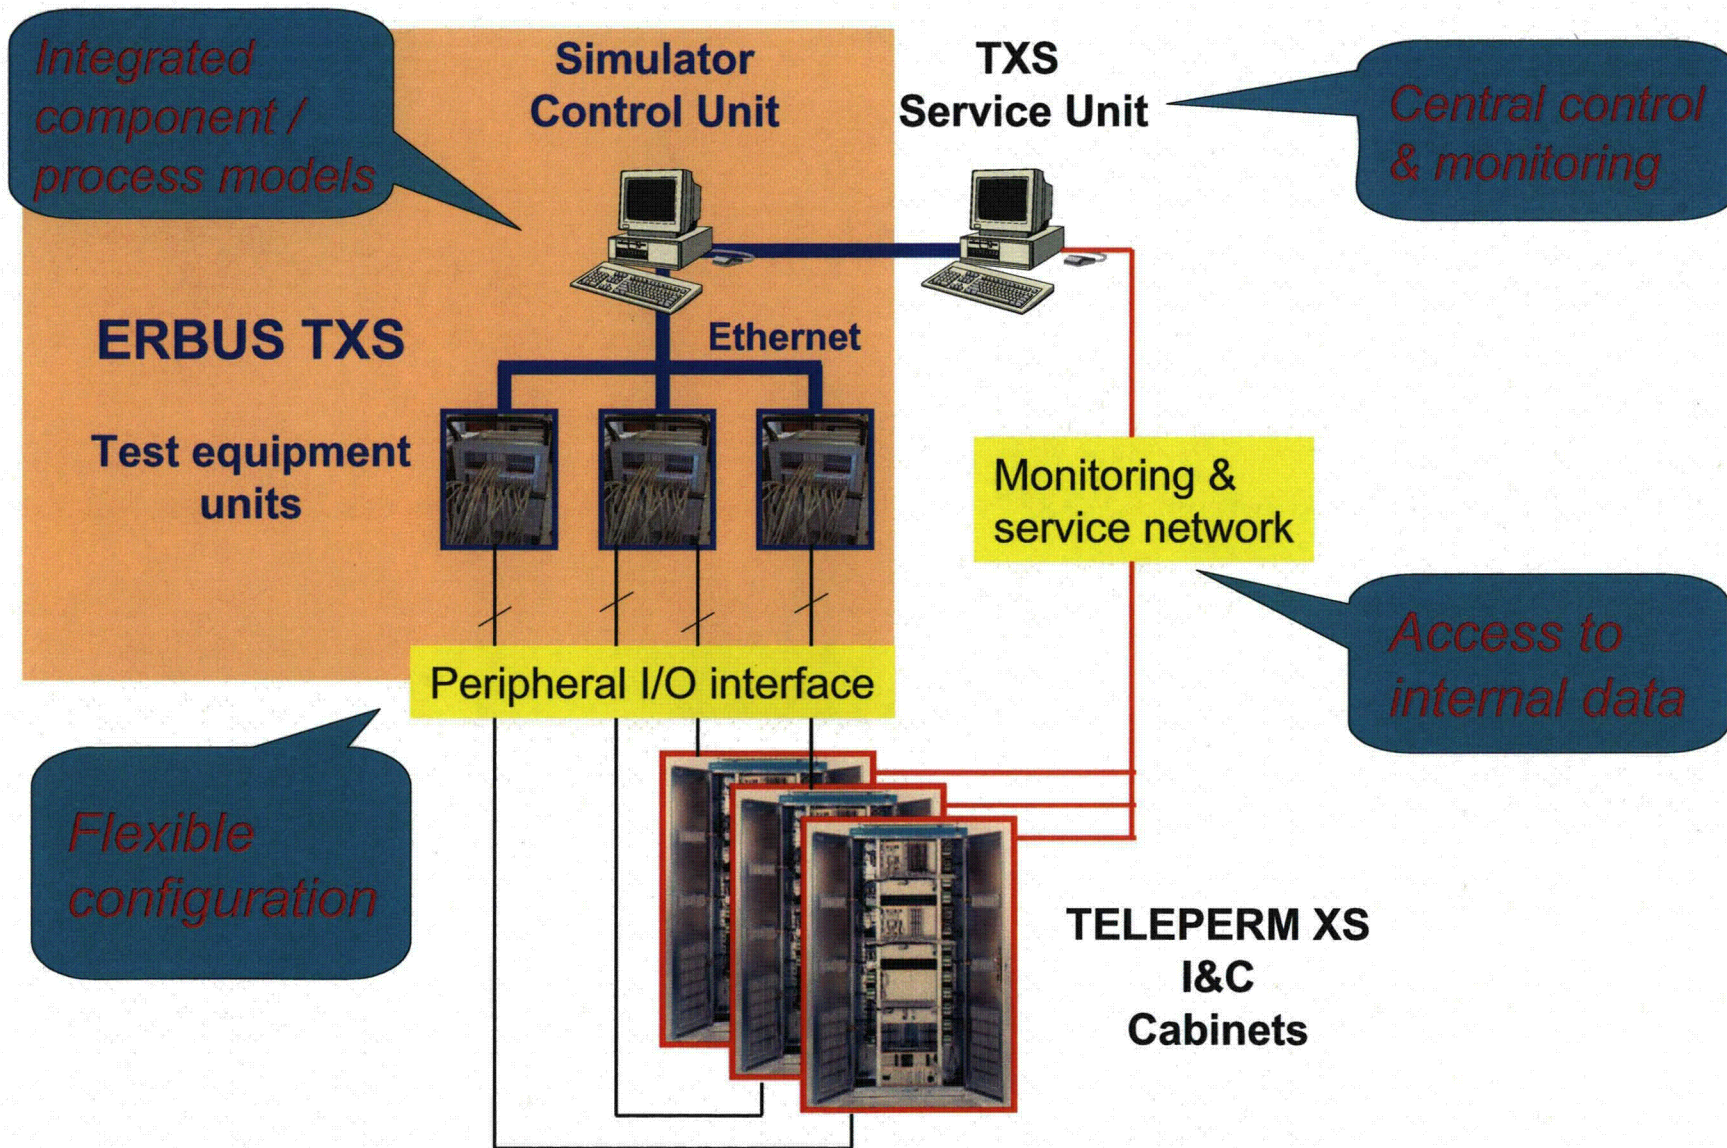 Integrated
component /
process models
Simulator
Control Unit
TXS
Service Unit
Central control
& monitoring
ERBUS TXS
Ethernet
Test equipment
units
Monitoring &
service network
Peripheral I/O interface
Access to
internal data
Flexible
configuration
TELEPERM XS
I&C
Cabinets